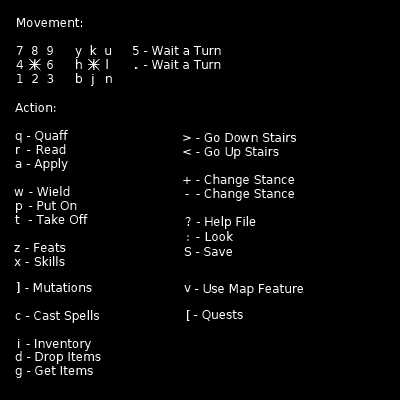 Movement:
7 8 9 y k u 5 - Wait a Turn
4 6 h l . - Wait a Turn
1 2 3 b j n
Action:
q - Quaff
r - Read
a - Apply
w - Wield
p - Put On
t - Take Off
z - Feats
x - Skills
] - Mutations
c - Cast Spells
i - Inventory
d - Drop Items
g - Get Items
> - Go Down Stairs
< - Go Up Stairs
+ - Change Stance
- - Change Stance
? - Help File
: - Look
S - Save
v - Use Map Feature
[ - Quests